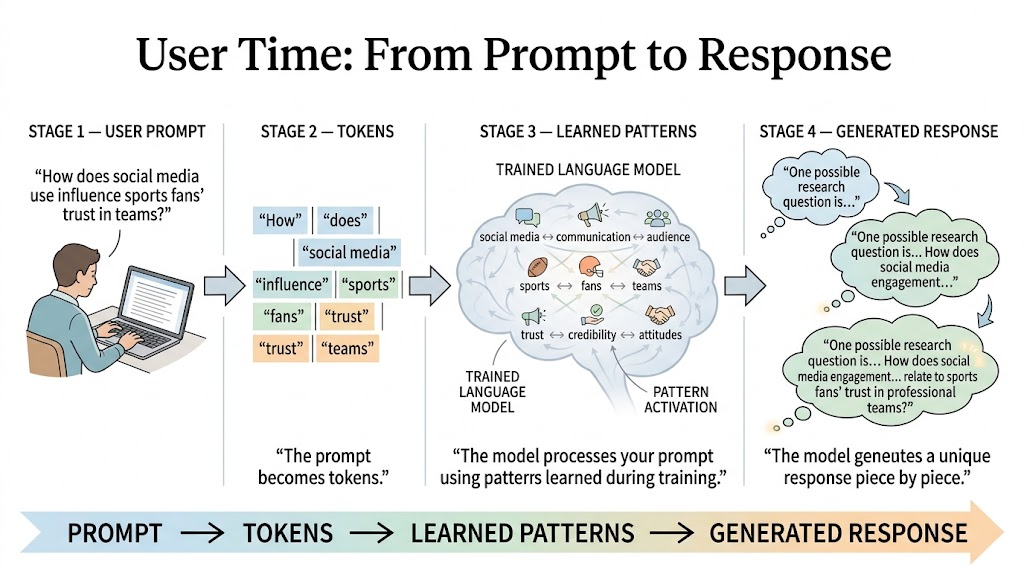 User Time: From Prompt to Response
STAGE 1 — USER PROMPT
“How does social media
use influence sports fans’
trust in teams?”
STAGE 2 — TOKENS
“How” “does”
“social media”
“influence” “sports”
“fans” “trust”
“trust” “teams”
“The prompt
becomes tokens.”
STAGE 3 — LEARNED PATTERNS
TRAINED LANGUAGE MODEL
social media ↔ communication ↔ audience
sports ↔ fans ↔ teams
trust ↔ credibility ↔ attitudes
TRAINED
LANGUAGE
MODEL
PATTERN
ACTIVATION
“The model processes your prompt
using patterrs learned during training.”
STAGE 4 — GENERATED RESPONSE
“One possible
research
question is...”
“One possible research
question is... How does
social media
engagement...”
“One possible research
question is... How does social
media engagement... relate to sports
fans’ trust in professional
teams?”
“The model geneutes a unique
response piece by piece.”
PROMPT → TOKENS → LEARNED PATTERNS → GENERATED RESPONSE